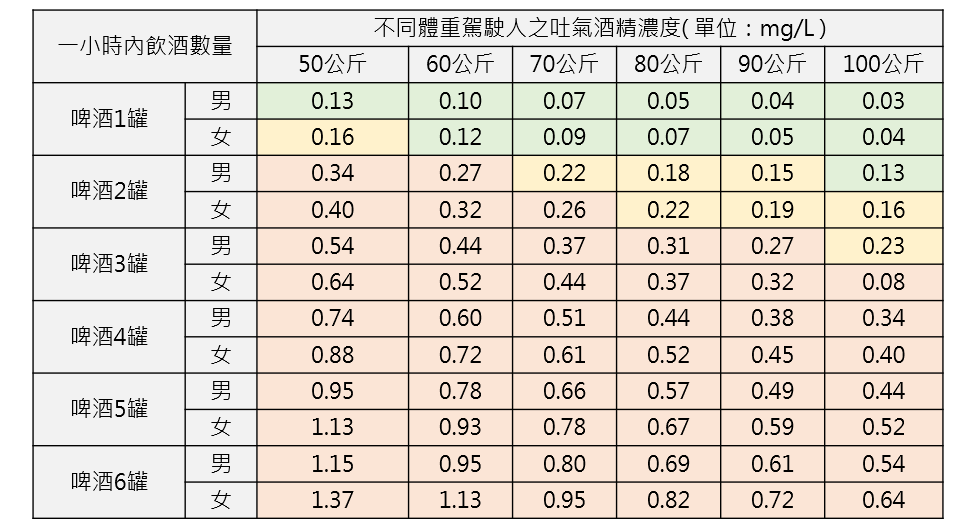 一小時內飲酒數量 不同體重駕駛人之吐氣酒精濃度(單位：mg/L)
50公斤 60公斤 70公斤 80公斤 90公斤 100公斤
啤酒1罐 男 0.13 0.10 0.07 0.05 0.04 0.03
女 0.16 0.12 0.09 0.07 0.05 0.04
啤酒2罐 男 0.34 0.27 0.22 0.18 0.15 0.13
女 0.40 0.32 0.26 0.22 0.19 0.16
啤酒3罐 男 0.54 0.44 0.37 0.31 0.27 0.23
女 0.64 0.52 0.44 0.37 0.32 0.08
啤酒4罐 男 0.74 0.60 0.51 0.44 0.38 0.34
女 0.88 0.72 0.61 0.52 0.45 0.40
啤酒5罐 男 0.95 0.78 0.66 0.57 0.49 0.44
女 1.13 0.93 0.78 0.67 0.59 0.52
啤酒6罐 男 1.15 0.95 0.80 0.69 0.61 0.54
女 1.37 1.13 0.95 0.82 0.72 0.64